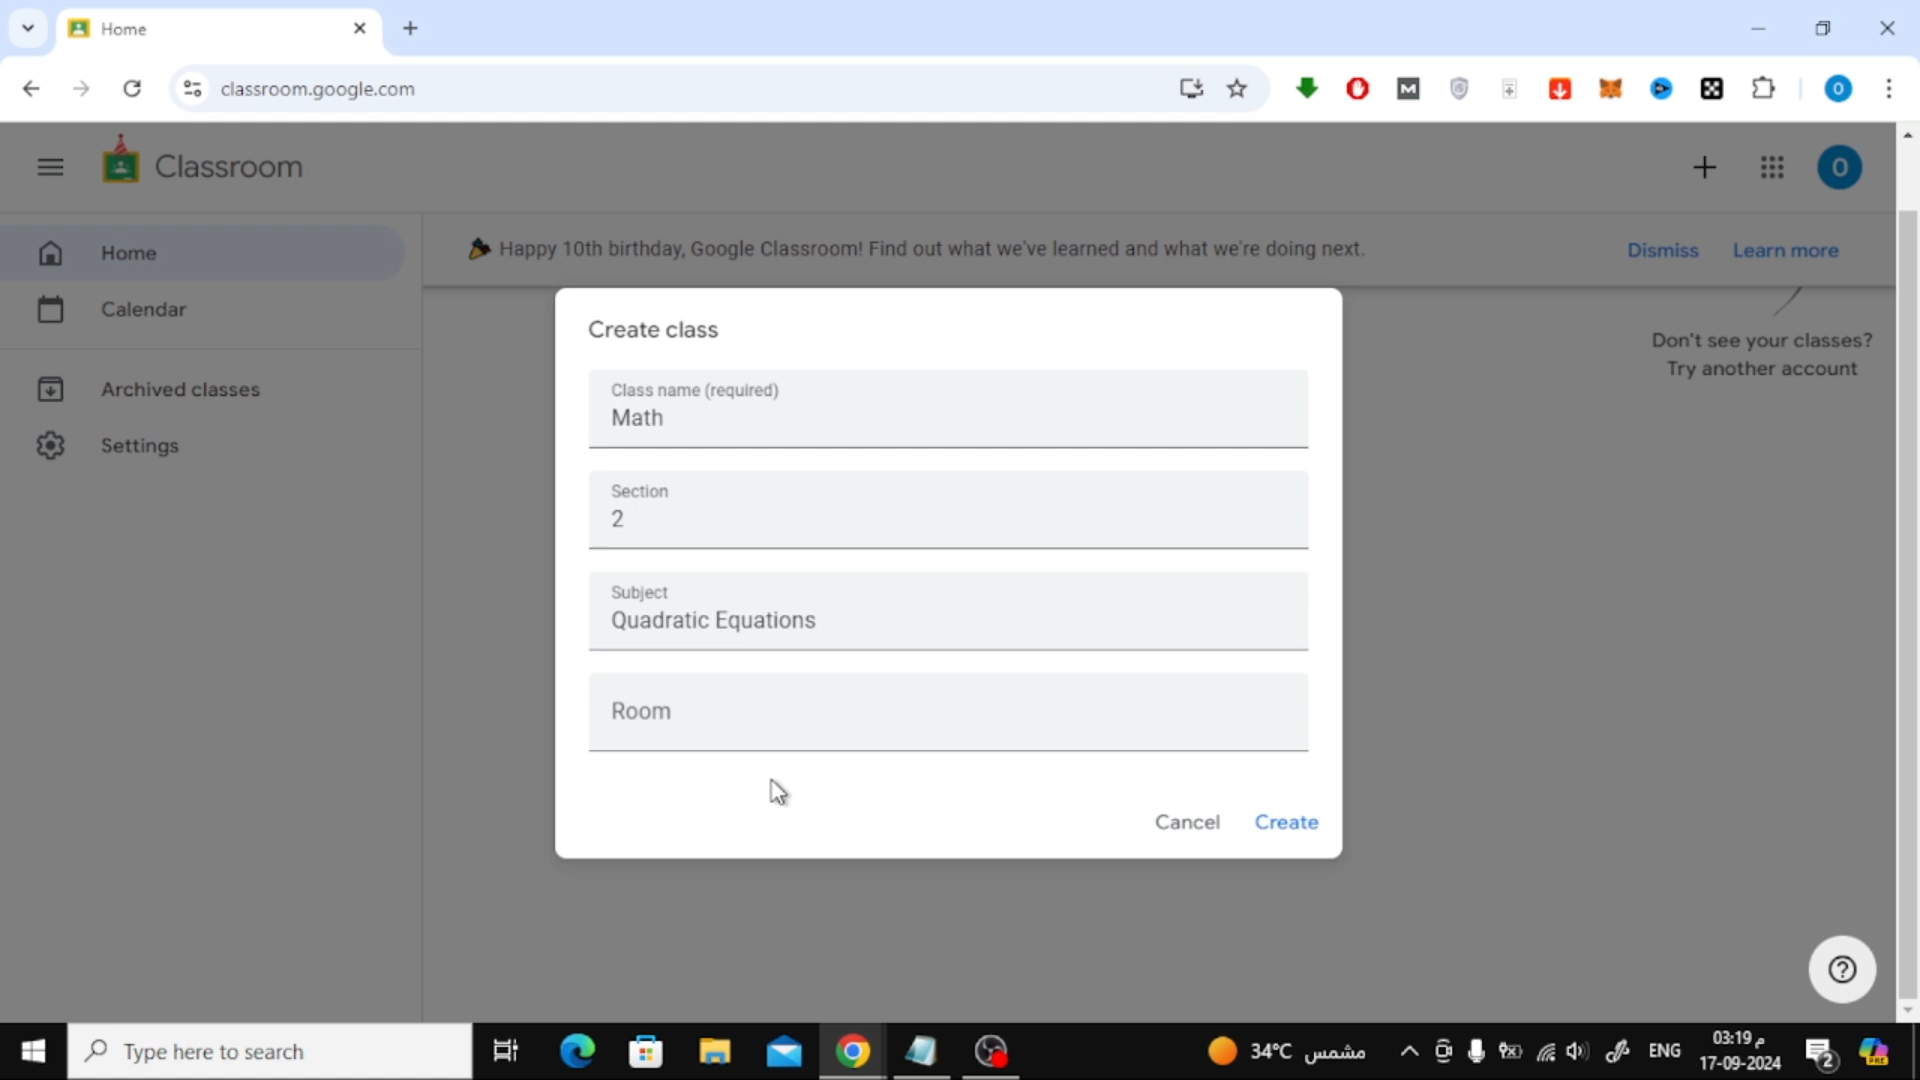 Home
classroom.google.com
Classroom
O
O
Home
Calendar
Archived classes
Settings
Happy 10th birthday, Google Classroom! Find out what we've learned and what we're doing next.
Dismiss
Learn more
Don't see your classes?
Try another account
Create class
Class name (required)
Math
Section
2
Subject
Quadratic Equations
Room
Cancel
Create
Type here to search
34°C مشمس
ENG
03:19 م
17-09-2024
2
PRE